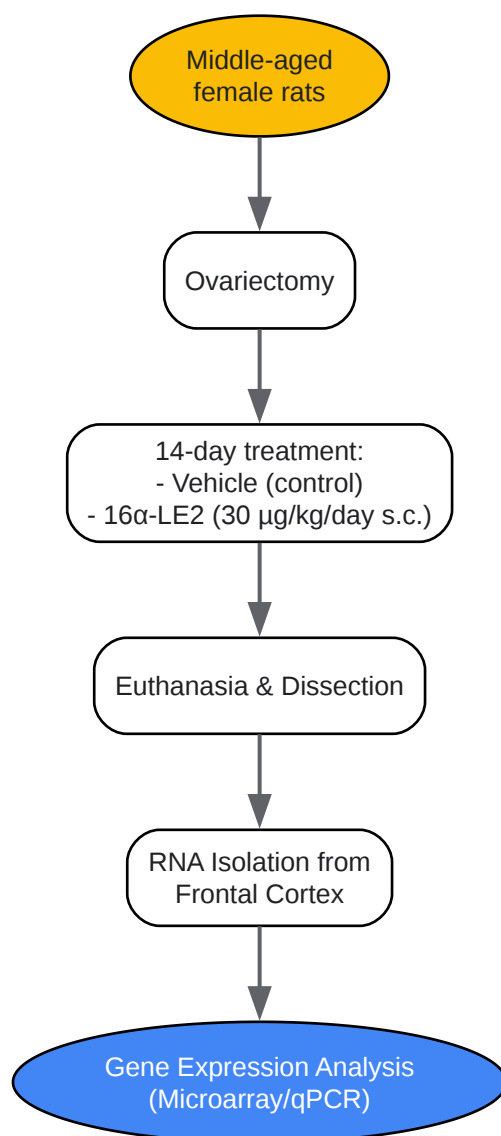 Middle-aged
female rats
Ovariectomy
14-day treatment:
- Vehicle (control)
- 16α-LE2 (30 µg/kg/day s.c.)
Euthanasia & Dissection
RNA Isolation from
Frontal Cortex
Gene Expression Analysis
(Microarray/qPCR)